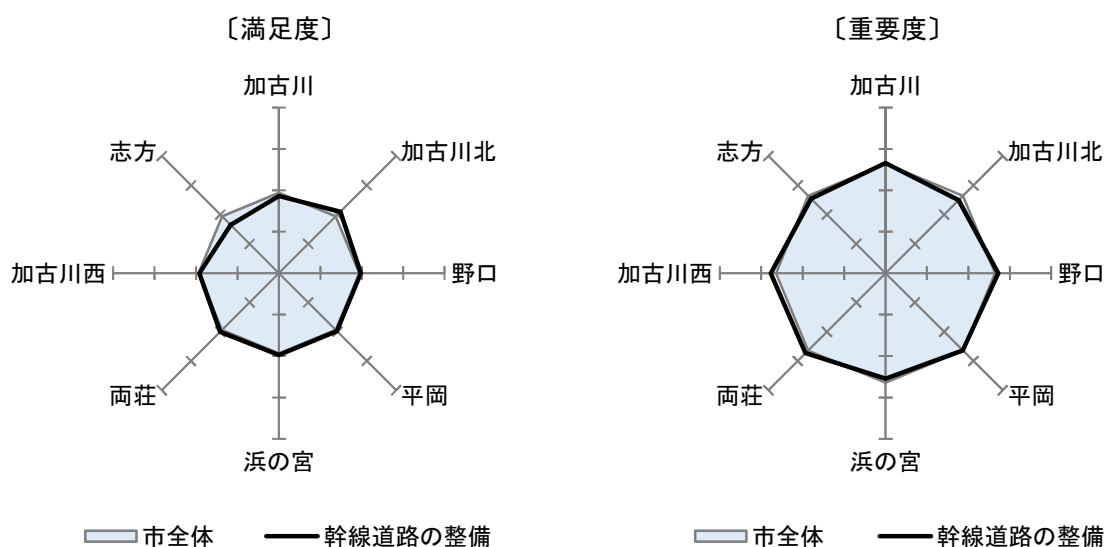 〔満足度〕
加古川
加古川北
野口
平岡
浜の宮
両荘
加古川西
志方
市全体
幹線道路の整備
〔重要度〕
加古川
加古川北
野口
平岡
浜の宮
両荘
加古川西
志方
市全体
幹線道路の整備